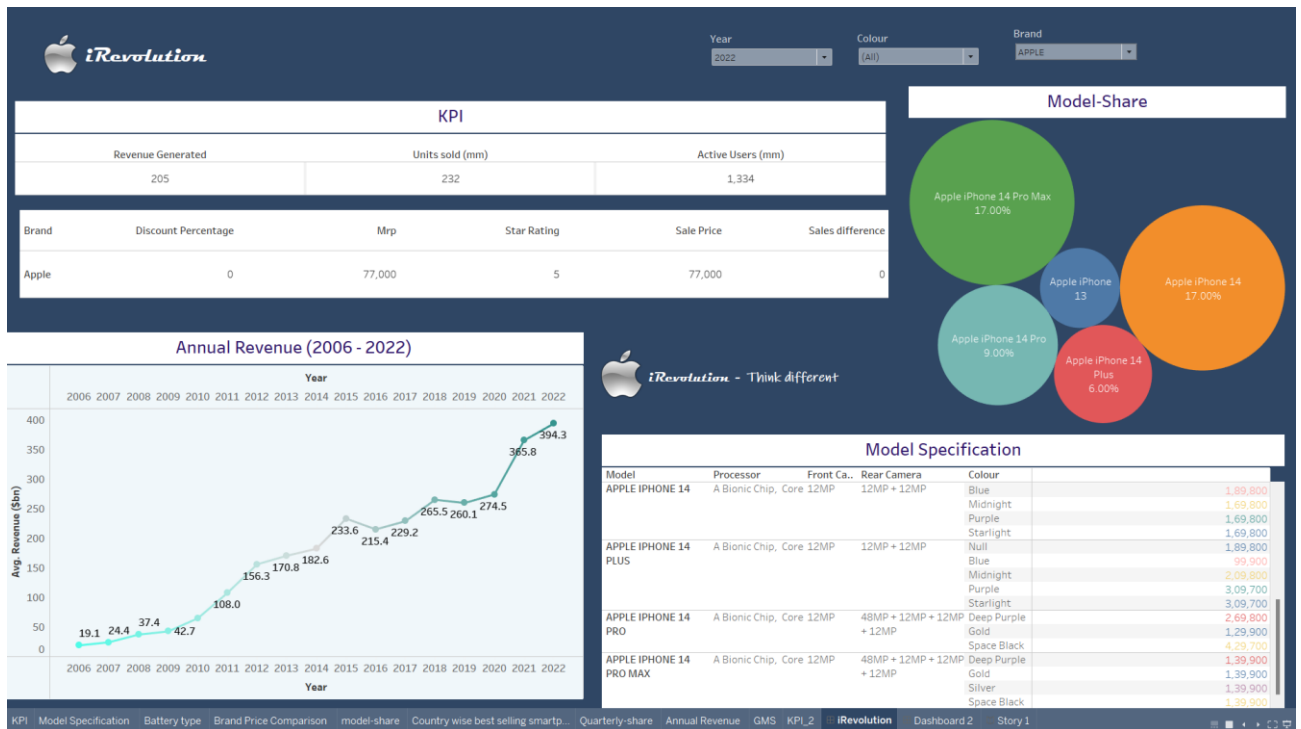 iRevolution
Year
2022
Colour
(All)
Brand
APPLE
KPI
Revenue Generated Units sold (mm) Active Users (mm)
205 232 1,334
Brand Discount Percentage Mrp Star Rating Sale Price Sales difference
Apple 0 77,000 5 77,000 0
Model-Share
Apple iPhone 14 Pro Max
17.00%
Apple iPhone
13
Apple iPhone 14
17.00%
Apple iPhone 14 Pro
9.00%
Apple iPhone 14
Plus
6.00%
Annual Revenue (2006 - 2022)
Year
2006 2007 2008 2009 2010 2011 2012 2013 2014 2015 2016 2017 2018 2019 2020 2021 2022
Avg. Revenue ($bn)
400
350
300
250
200
150
100
50
0
19.1 24.4 37.4 42.7 108.0 156.3 170.8 182.6 233.6 215.4 229.2 265.5 260.1 274.5 365.8 394.3
2006 2007 2008 2009 2010 2011 2012 2013 2014 2015 2016 2017 2018 2019 2020 2021 2022
Year
iRevolution - Think different
Model Specification
Model Processor Front Ca.. Rear Camera Colour
APPLE IPHONE 14 A Bionic Chip, Core 12MP 12MP + 12MP Blue 1,89,800
Midnight 1,69,800
Purple 1,69,800
Starlight 1,69,800
APPLE IPHONE 14 A Bionic Chip, Core 12MP 12MP + 12MP Null 1,89,800
PLUS Blue 99,900
Midnight 2,09,800
Purple 3,09,700
Starlight 3,09,700
APPLE IPHONE 14 A Bionic Chip, Core 12MP 48MP + 12MP + 12MP Deep Purple 2,69,800
PRO + 12MP Gold 1,29,900
Space Black 4,29,700
APPLE IPHONE 14 A Bionic Chip, Core 12MP 48MP + 12MP + 12MP Deep Purple 1,39,900
PRO MAX + 12MP Gold 1,39,900
Silver 1,39,900
Space Black 1,39,900
KPI Model Specification Battery type Brand Price Comparison model-share Country wise best selling smartp... Quarterly-share Annual Revenue GMS KPI_2 iRevolution Dashboard 2 Story 1